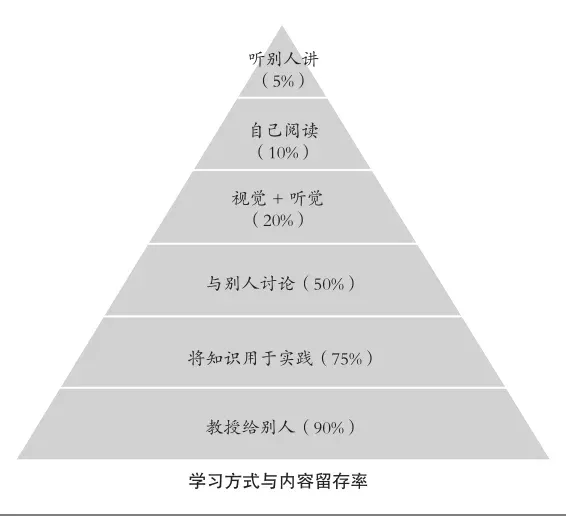 听别人讲
（5%）
自己阅读
（10%）
视觉 + 听觉
（20%）
与别人讨论（50%）
将知识用于实践（75%）
教授给别人（90%）
学习方式与内容留存率